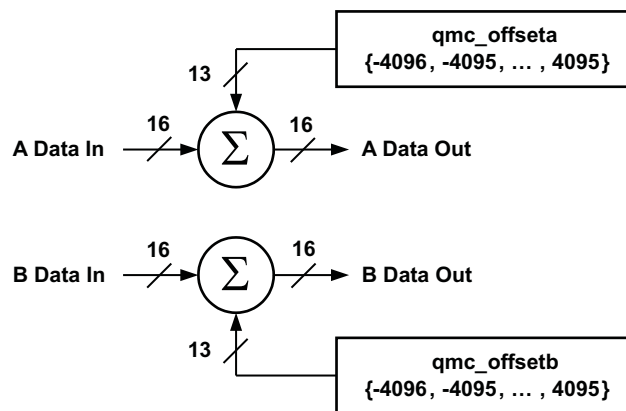 qmc_offseta
{-4096, -4095, … , 4095}
13
16
16
A Data In
Σ
A Data Out
16
16
B Data In
Σ
B Data Out
13
qmc_offsetb
{-4096, -4095, … , 4095}